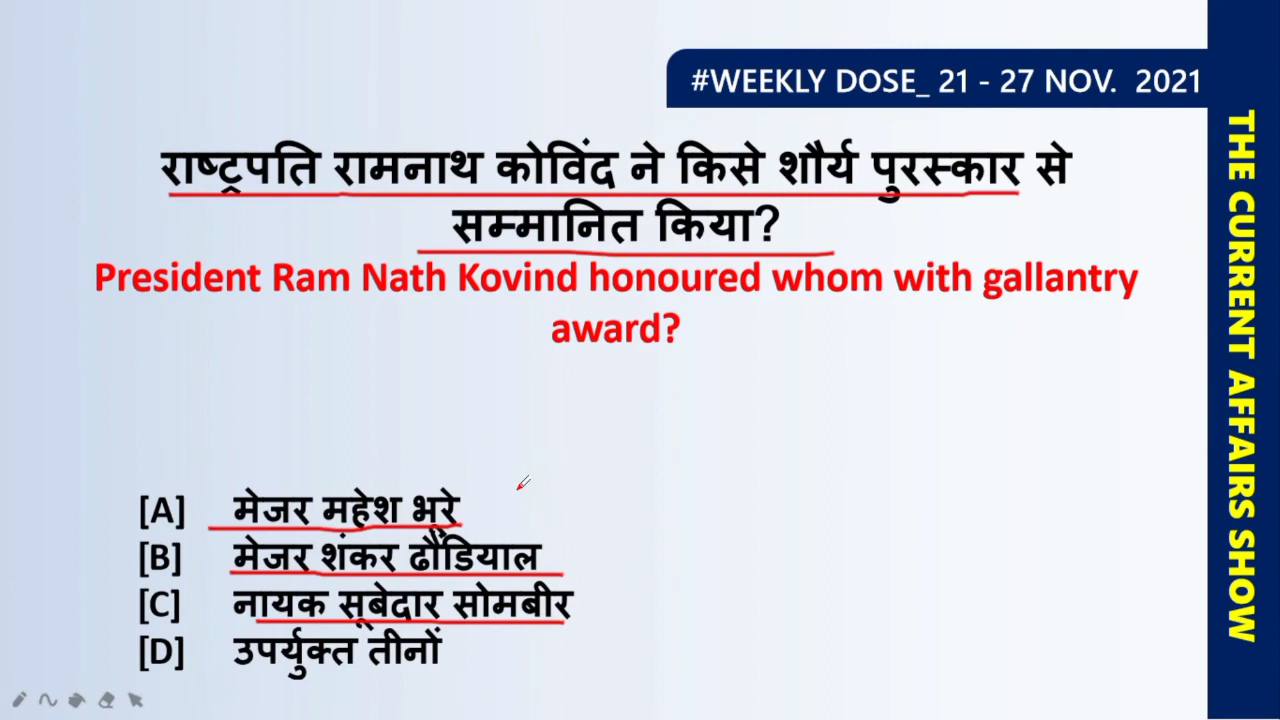 #WEEKLY DOSE_ 21 - 27 NOV. 2021
राष्ट्रपति रामनाथ कोविंद ने किसे शौर्य पुरस्कार से
सम्मानित किया?
President Ram Nath Kovind honoured whom with gallantry
award?
[A] मेजर महेश भूरे
[B] मेजर शंकर ढौंडियाल
[C] नायक सूबेदार सोमबीर
[D] उपर्युक्त तीनों
THE CURRENT AFFAIRS SHOW